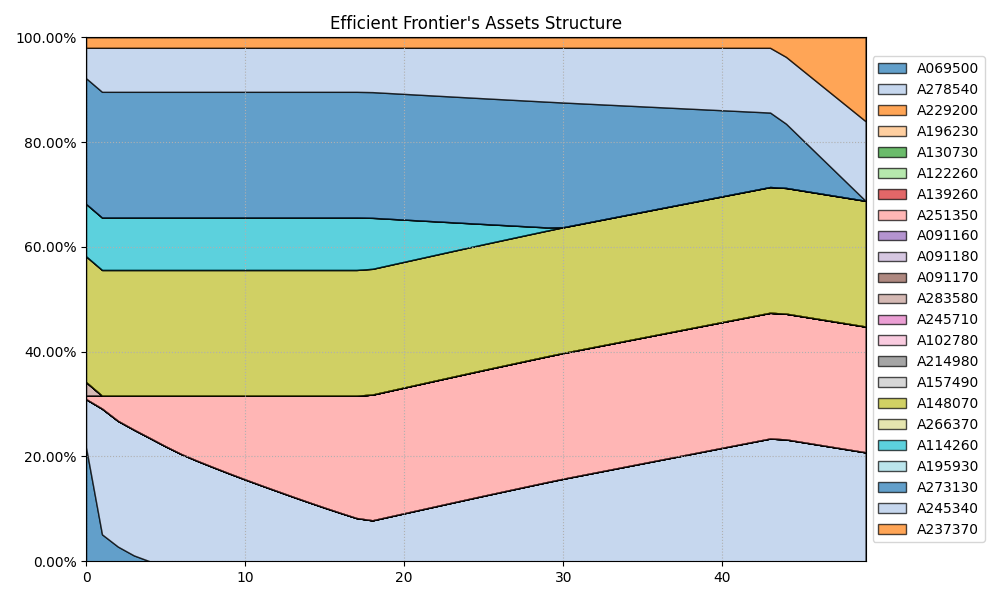 Efficient Frontier's Assets Structure
100.00%
80.00%
60.00%
40.00%
20.00%
0.00%
0
10
20
30
40
A069500
A278540
A229200
A196230
A130730
A122260
A139260
A251350
A091160
A091180
A091170
A283580
A245710
A102780
A214980
A157490
A148070
A266370
A114260
A195930
A273130
A245340
A237370